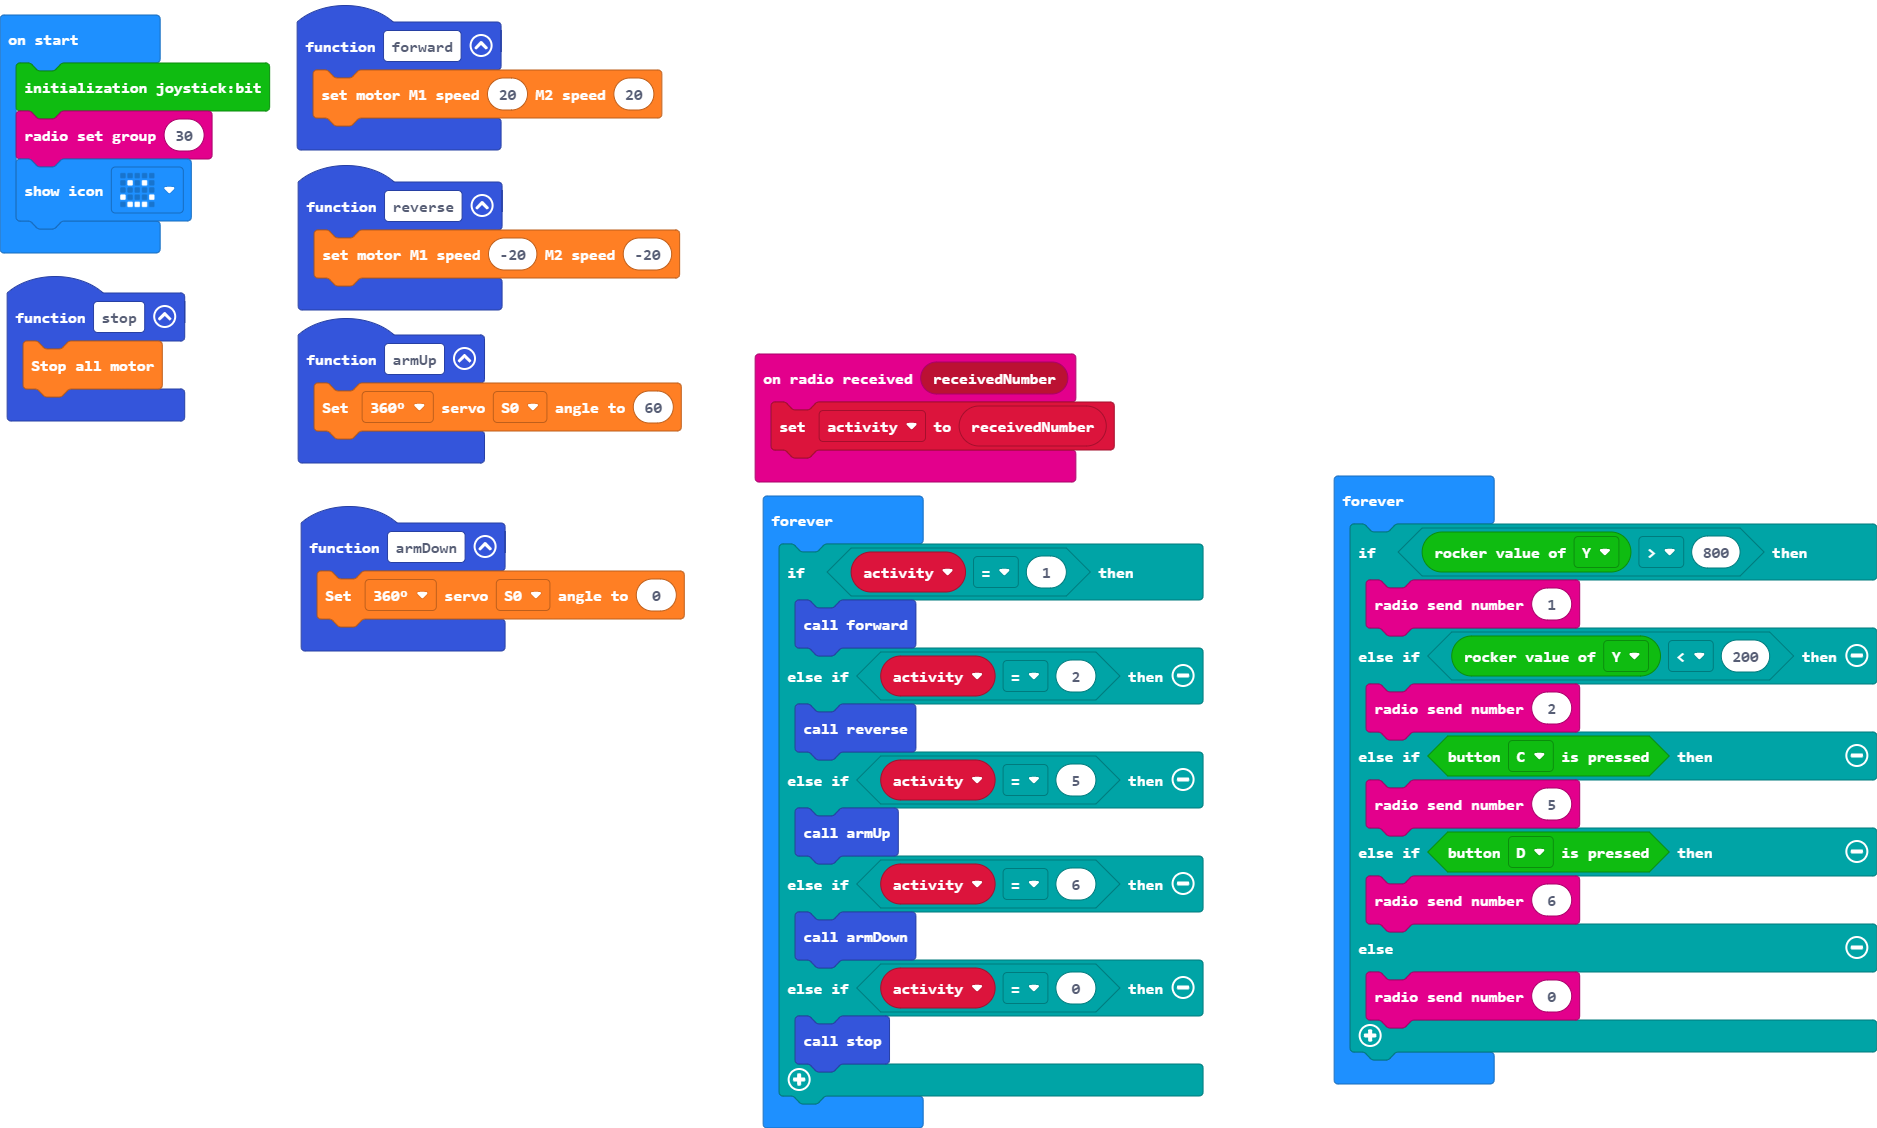 on start
initialization joystick:bit
radio set group 30
show icon
function stop
Stop all motor
function forward
set motor M1 speed 20 M2 speed 20
function reverse
set motor M1 speed -20 M2 speed -20
function armUp
Set 360° servo S0 angle to 60
function armDown
Set 360° servo S0 angle to 0
on radio received receivedNumber
set activity to receivedNumber
forever
if activity = 1 then
call forward
else if activity = 2 then
call reverse
else if activity = 5 then
call armUp
else if activity = 6 then
call armDown
else if activity = 0 then
call stop
forever
if rocker value of Y > 800 then
radio send number 1
else if rocker value of Y < 200 then
radio send number 2
else if button C is pressed then
radio send number 5
else if button D is pressed then
radio send number 6
else
radio send number 0